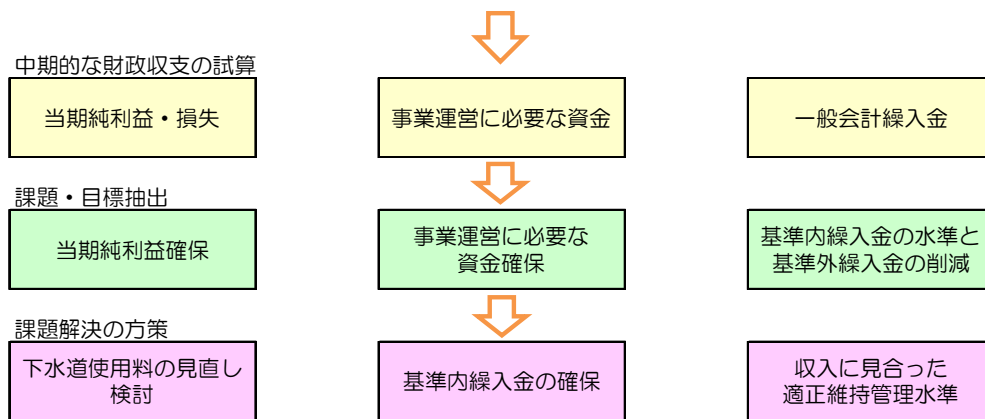 中期的な財政収支の試算
当期純利益・損失
事業運営に必要な資金
一般会計繰入金
課題・目標抽出
当期純利益確保
事業運営に必要な
資金確保
基準内繰入金の水準と
基準外繰入金の削減
課題解決の方策
下水道使用料の見直し
検討
基準内繰入金の確保
収入に見合った
適正維持管理水準